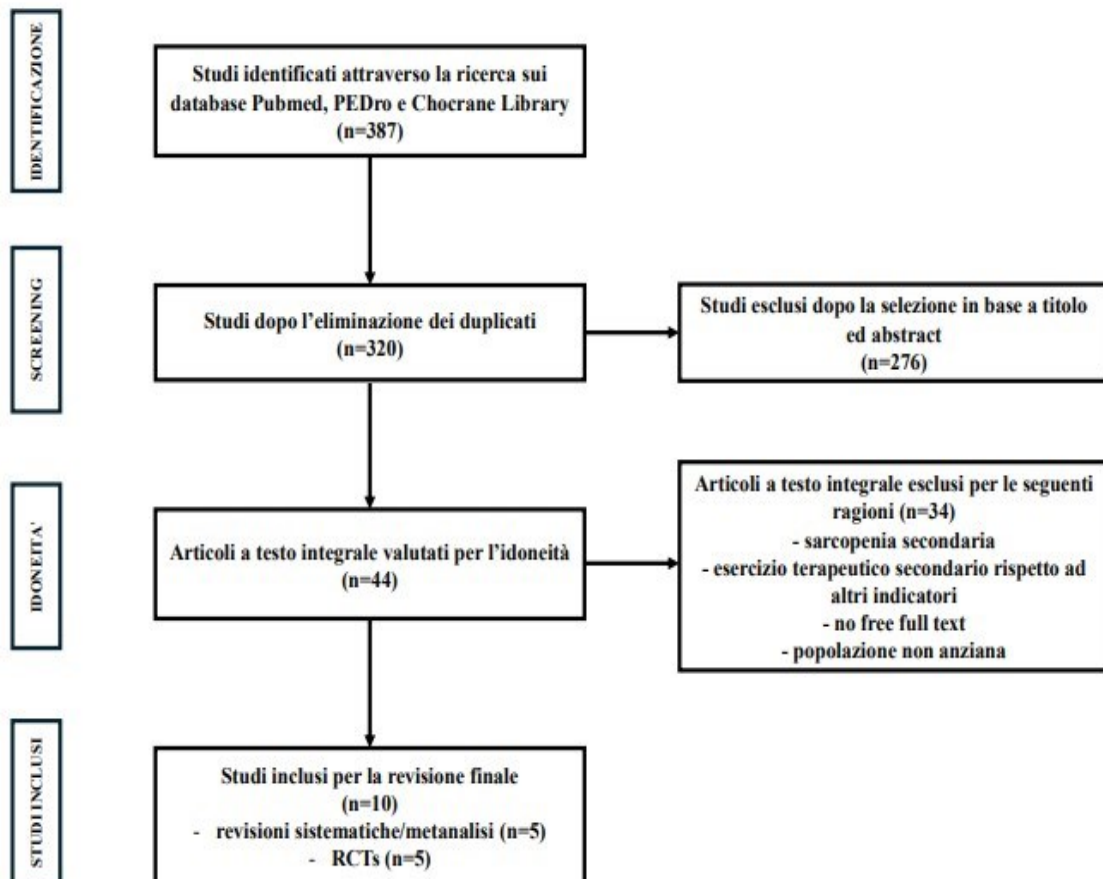 IDENTIFICAZIONE
Studi identificati attraverso la ricerca sui
database Pubmed, PEDro e Chocrane Library
(n=387)
SCREENING
Studi dopo l'eliminazione dei duplicati
(n=320)
Studi esclusi dopo la selezione in base a titolo
ed abstract
(n=276)
IDONEITA'
Articoli a testo integrale valutati per l'idoneità
(n=44)
Articoli a testo integrale esclusi per le seguenti
ragioni (n=34)
- sarcopenia secondaria
- esercizio terapeutico secondario rispetto ad
altri indicatori
- no free full text
- popolazione non anziana
STUDI INCLUSI
Studi inclusi per la revisione finale
(n=10)
- revisioni sistematiche/metanalisi (n=5)
- RCTs (n=5)